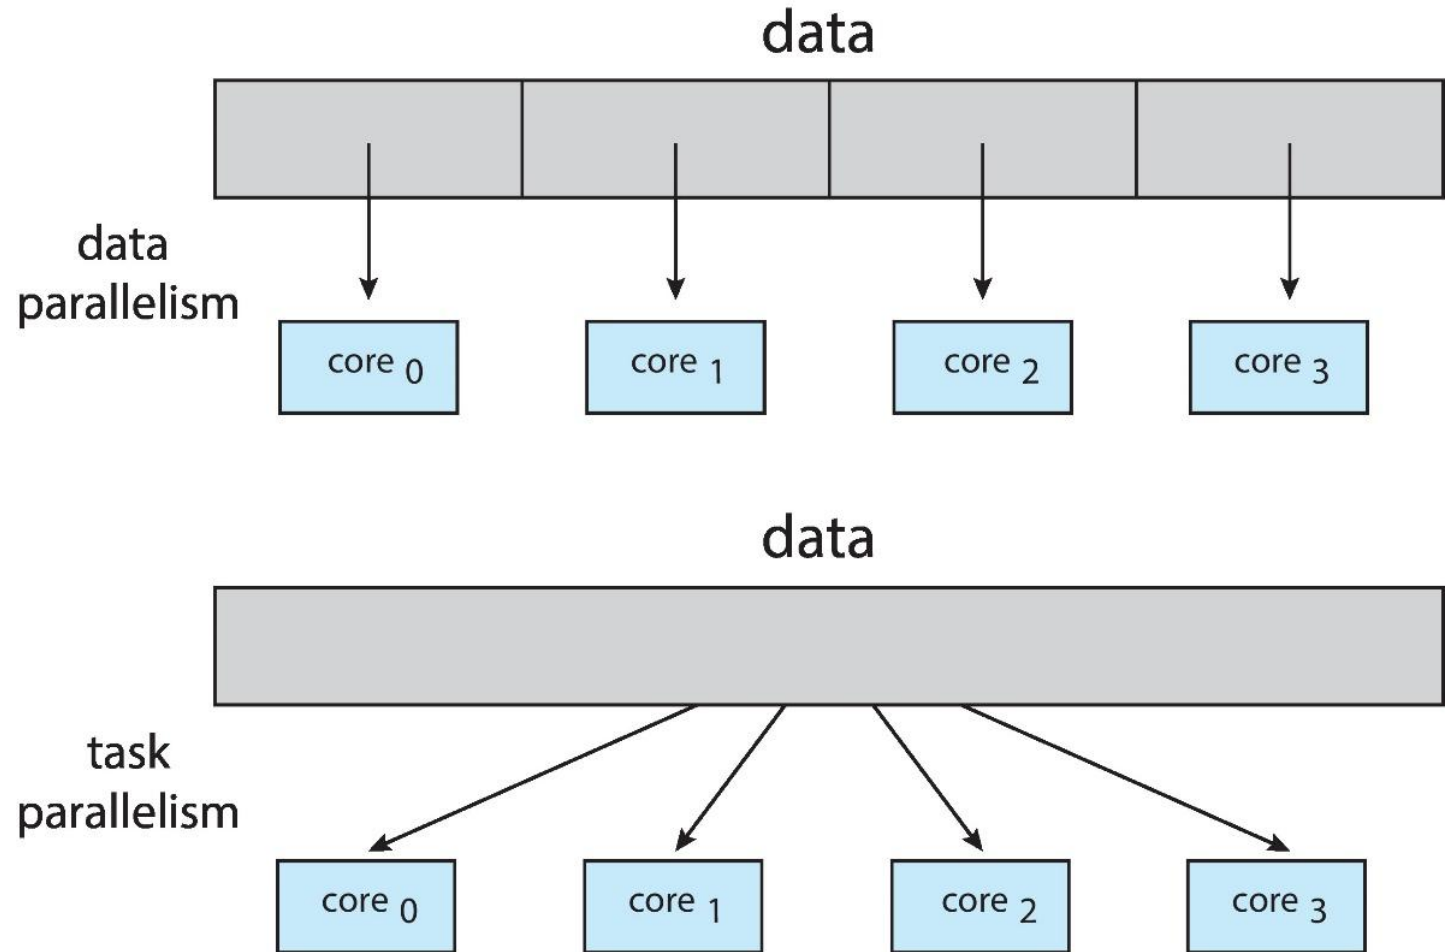 data
data
parallelism
core 0
core 1
core 2
core 3
data
task
parallelism
core 0
core 1
core 2
core 3